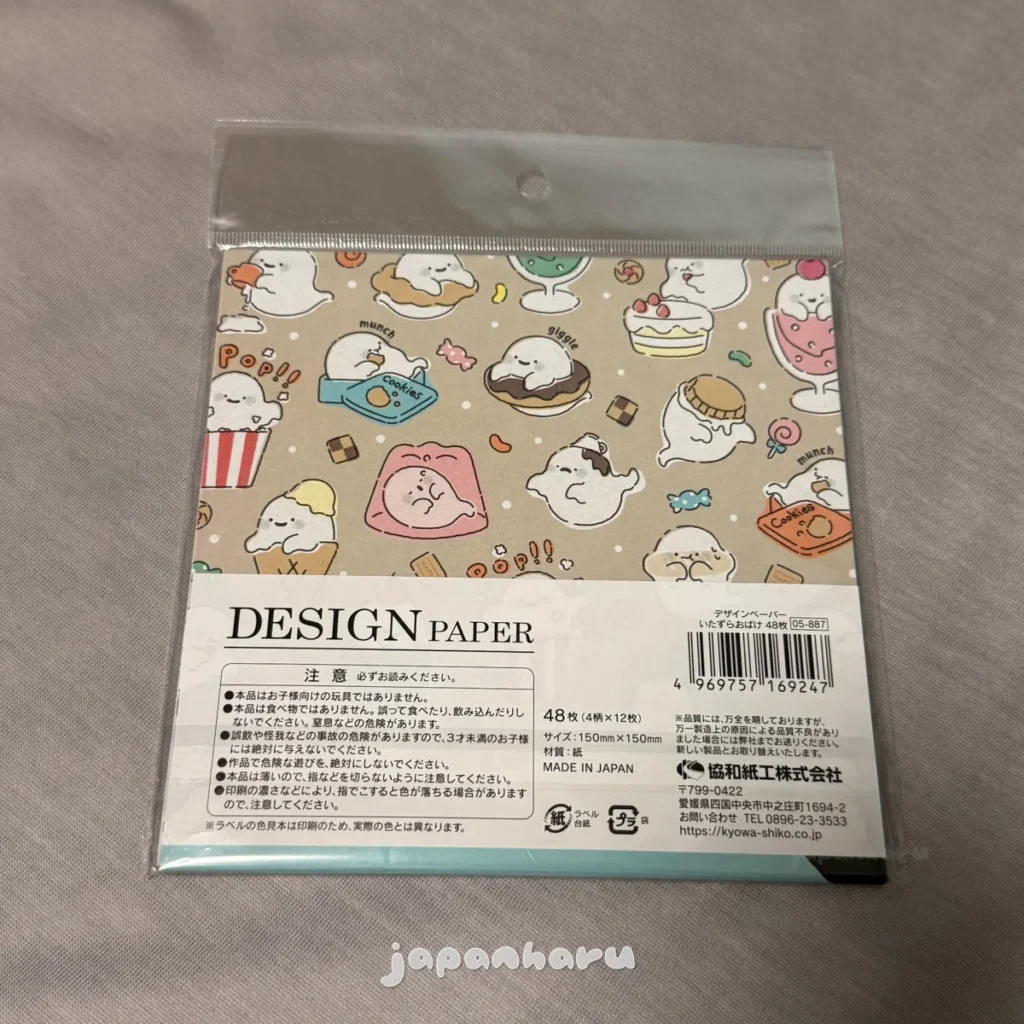 munch
giggle
Pop!!
Cookies
munch
Cookies
Pop!!
DESIGN PAPER
注意 必ずお読みください。
●本品はお子様向けの玩具ではありません。
●本品は食べ物ではありません。誤って食べたり、飲み込んだりし
ないでください。窒息などの危険があります。
●誤飲や怪我などの事故の危険がありますので、3才未満のお子様
には絶対に与えないでください。
●作品で危険な遊びを、絶対にしないでください。
●本品は薄いので、指などを切らないように注意してください。
●印刷の濃さなどにより、指でこすると色が落ちる場合があります
ので、注意してください。
※ラベルの色見本は印刷のため、実際の色とは異なります。
48枚(4柄×12枚)
サイズ:150mm×150mm
材質:紙
MADE IN JAPAN
紙 ラベル
台紙
プラ 袋
デザインペーパー
いたずらおばけ 48枚 05-887
4 969757 169247
※品質には、万全を期しておりますが、
万一製造上の原因による品質不良があり
ました場合には弊社までお送りください。
新しい製品とお取り替えいたします。
協和紙工株式会社
〒799-0422
愛媛県四国中央市中之庄町1694-2
お問い合わせ TEL0896-23-3533
https://kyowa-shiko.co.jp
japanharu